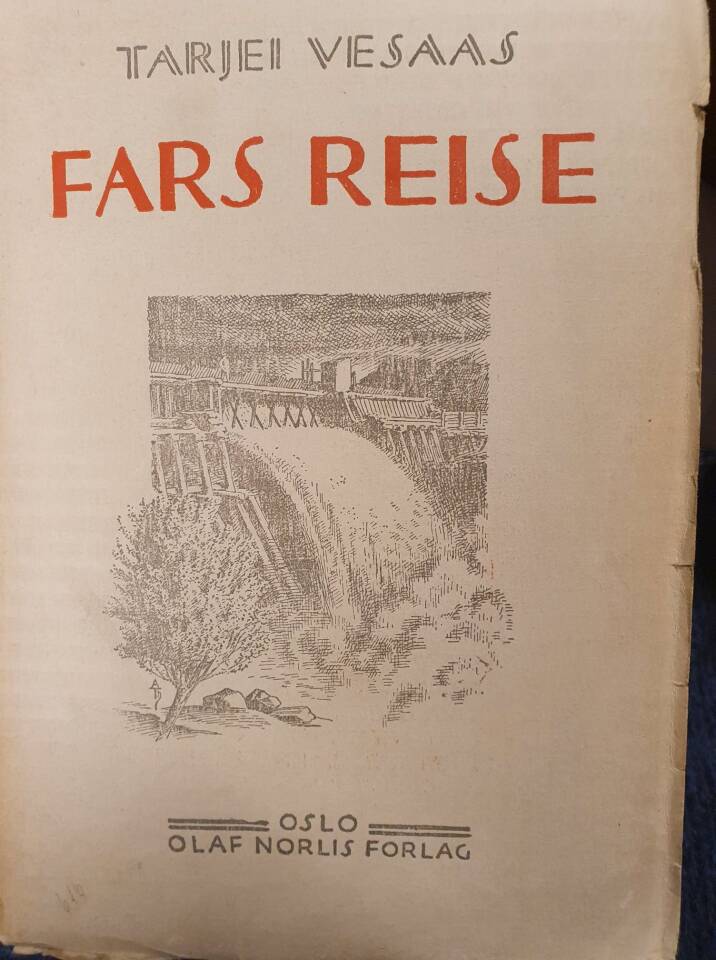 TARJEI VESAAS
FARS REISE
OSLO
OLAF NORLIS FORLAG